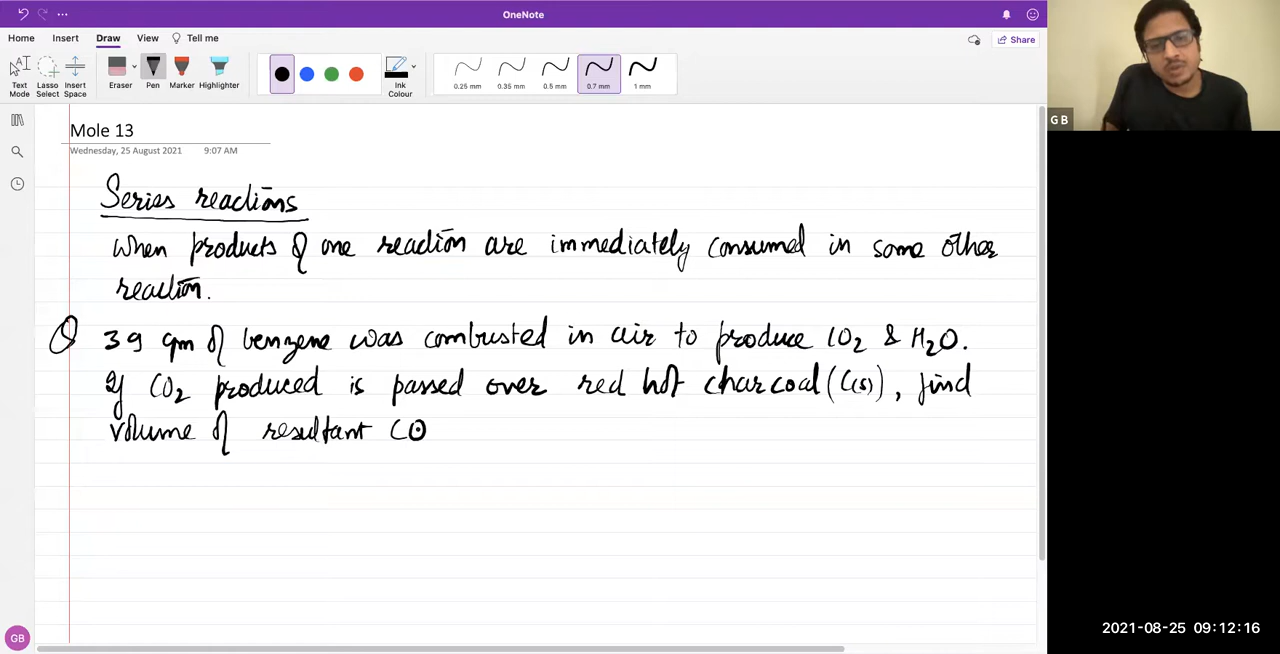 OneNote
Home Insert Draw View Tell me
Share
Text Mode
Lasso Select
Insert Space
Eraser
Pen
Marker
Highlighter
Ink Colour
0.25 mm
0.35 mm
0.5 mm
0.7 mm
1 mm
G B
Mole 13
Wednesday, 25 August 2021 9:07 AM
Series reactions
When products of one reaction are immediately consumed in some other
reaction.
Q 39 gm of benzene was combusted in air to produce CO2 & H2O.
If CO2 produced is passed over red hot charcoal (C(s)), find
volume of resultant CO
GB
2021-08-25 09:12:16